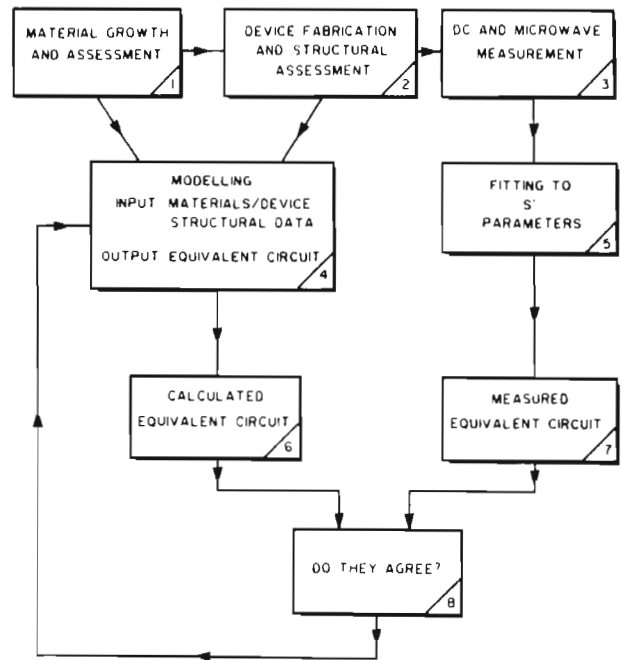 MATERIAL GROWTH
AND ASSESSMENT
1
DEVICE FABRICATION
AND STRUCTURAL
ASSESSMENT
2
DC AND MICROWAVE
MEASUREMENT
3
MODELLING
INPUT MATERIALS/DEVICE
STRUCTURAL DATA
OUTPUT EQUIVALENT CIRCUIT
4
FITTING TO
S'
PARAMETERS
5
CALCULATED
EQUIVALENT CIRCUIT
6
MEASURED
EQUIVALENT CIRCUIT
7
DO THEY AGREE?
8